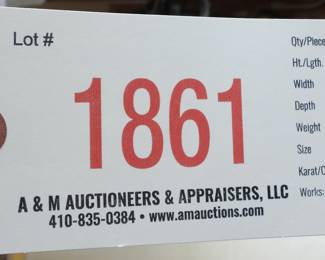 Lot #
1861
A & M AUCTIONEERS & APPRAISERS, LLC
410-835-0384 • www.amauctions.com
Qty/Piece
Ht./Lgth.
Width
Depth
Weight
Size
Karat/C
Works: